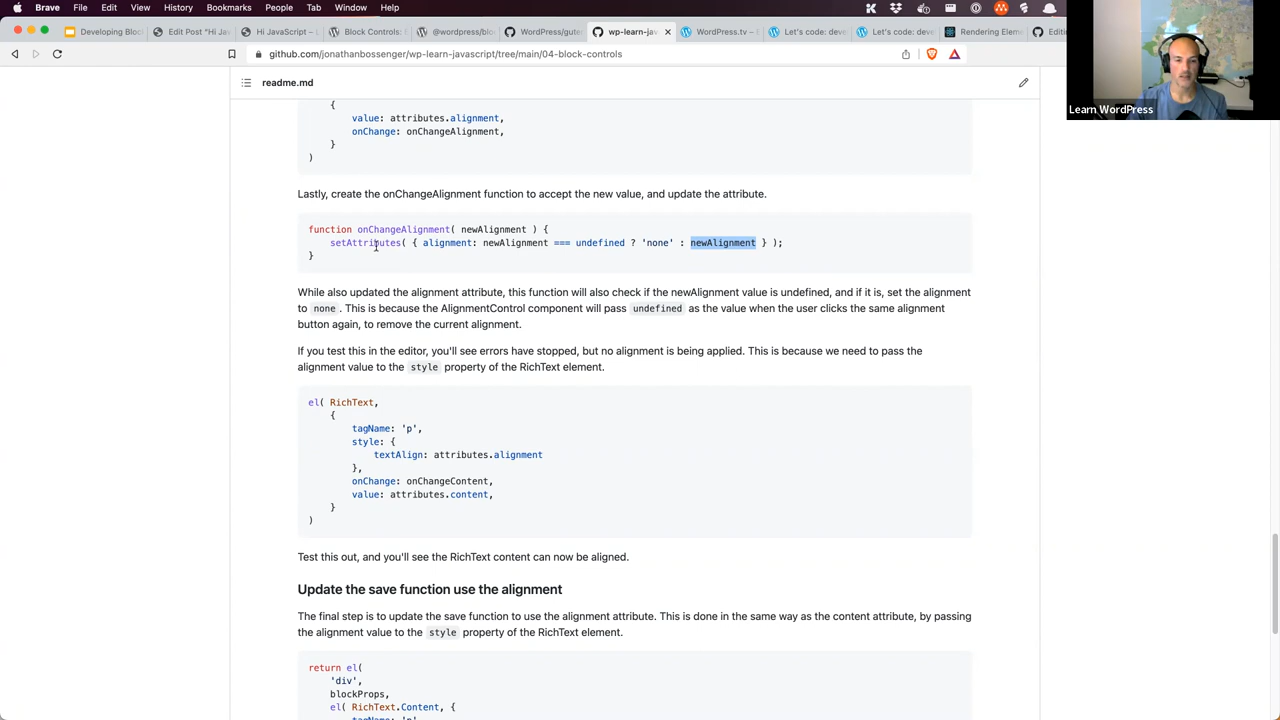 Brave File Edit View History Bookmarks People Tab Window Help
Developing Block
Edit Post "Hi Ja
Hi JavaScript –
Block Controls:
@wordpress/blo
WordPress/gute
wp-learn-jav
WordPress.tv –
Let's code: deve
Let's code: deve
Rendering Elem
Editi
github.com/jonathanbossenger/wp-learn-javascript/tree/main/04-block-controls
Learn WordPress
readme.md
{
value: attributes.alignment,
onChange: onChangeAlignment,
}
)
Lastly, create the onChangeAlignment function to accept the new value, and update the attribute.
function onChangeAlignment( newAlignment ) {
setAttributes( { alignment: newAlignment === undefined ? 'none' : newAlignment } );
}
While also updated the alignment attribute, this function will also check if the newAlignment value is undefined, and if it is, set the alignment
to none. This is because the AlignmentControl component will pass undefined as the value when the user clicks the same alignment
button again, to remove the current alignment.
If you test this in the editor, you'll see errors have stopped, but no alignment is being applied. This is because we need to pass the
alignment value to the style property of the RichText element.
el( RichText,
{
tagName: 'p',
style: {
textAlign: attributes.alignment
},
onChange: onChangeContent,
value: attributes.content,
}
)
Test this out, and you'll see the RichText content can now be aligned.
Update the save function use the alignment
The final step is to update the save function to use the alignment attribute. This is done in the same way as the content attribute, by passing
the alignment value to the style property of the RichText element.
return el(
'div',
blockProps,
el( RichText.Content, {